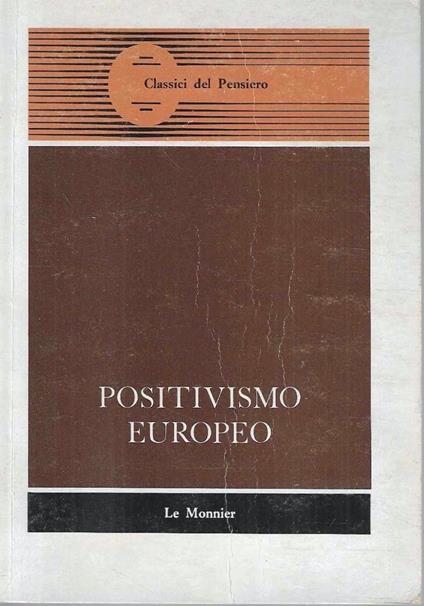 Classici del Pensiero
POSITIVISMO
EUROPEO
Le Monnier